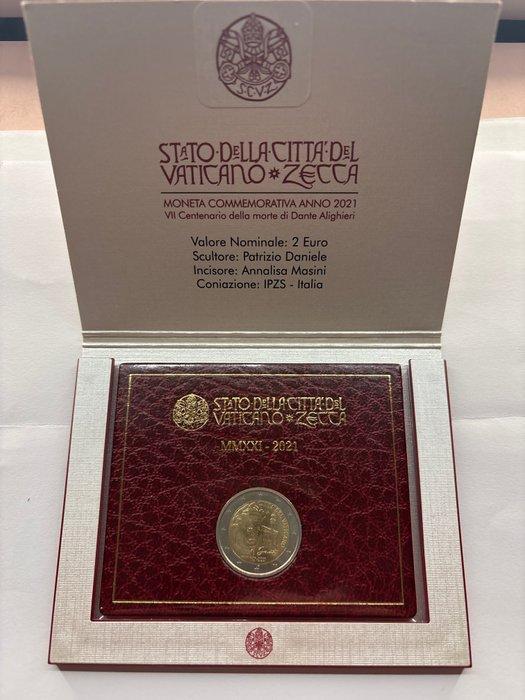 S.C.V.Z.
STATO·DELLA·CITTÀ·DEL
VATICANO ✶ ZECCA
MONETA COMMEMORATIVA ANNO 2021
VII Centenario della morte di Dante Alighieri
Valore Nominale: 2 Euro
Scultore: Patrizio Daniele
Incisore: Annalisa Masini
Coniazione: IPZS - Italia
STATO·DELLA·CITTÀ·DEL
VATICANO ✶ ZECCA
MMXXI - 2021